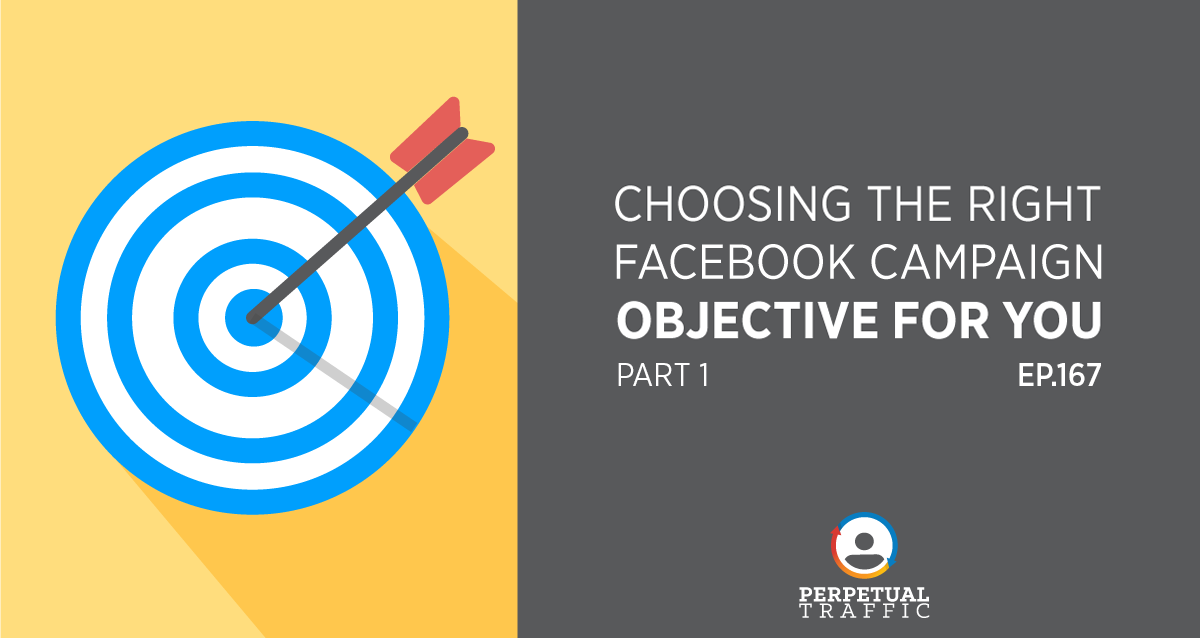 CHOOSING THE RIGHT
FACEBOOK CAMPAIGN
OBJECTIVE FOR YOU
PART 1 EP.167
PERPETUAL
TRAFFIC